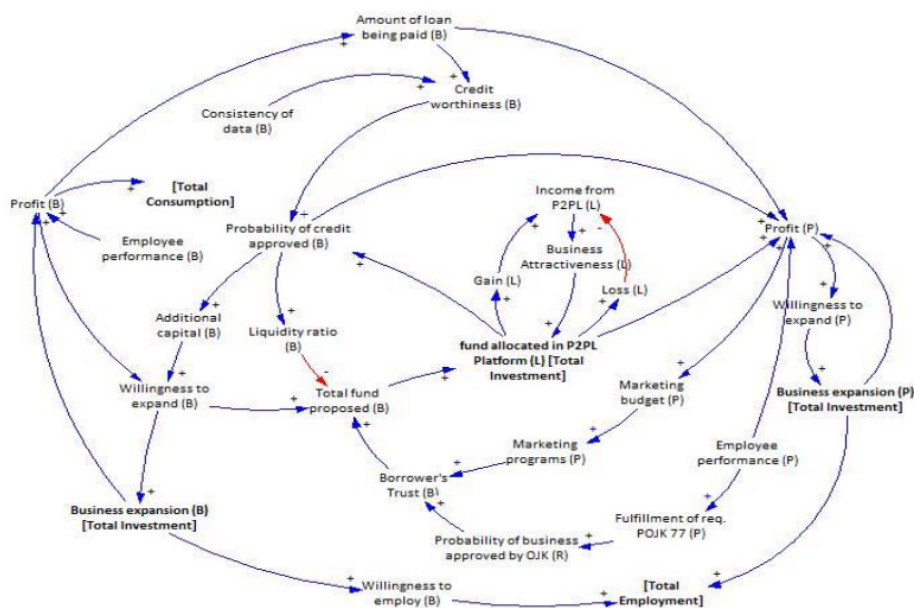 Amount of loan
being paid (B)
Credit
worthiness (B)
Consistency of
data (B)
Profit (B)
[Total
Consumption]
Employee
performance (B)
Probability of credit
approved (B)
Income from
P2PL (L)
Business
Attractiveness (L)
Gain (L)
Loss (L)
Profit (P)
Willingness to
expand (P)
Additional
capital (B)
Liquidity ratio
(B)
fund allocated in P2PL
Platform (L) [Total
Investment]
Willingness to
expand (B)
Total fund
proposed (B)
Marketing
budget (P)
Business expansion (P)
[Total Investment]
Marketing
programs (P)
Employee
performance (P)
Borrower's
Trust (B)
Business expansion (B)
[Total Investment]
Fulfillment of req.
POJK 77 (P)
Probability of business
approved by OJK (R)
Willingness to
employ (B)
[Total
Employment]